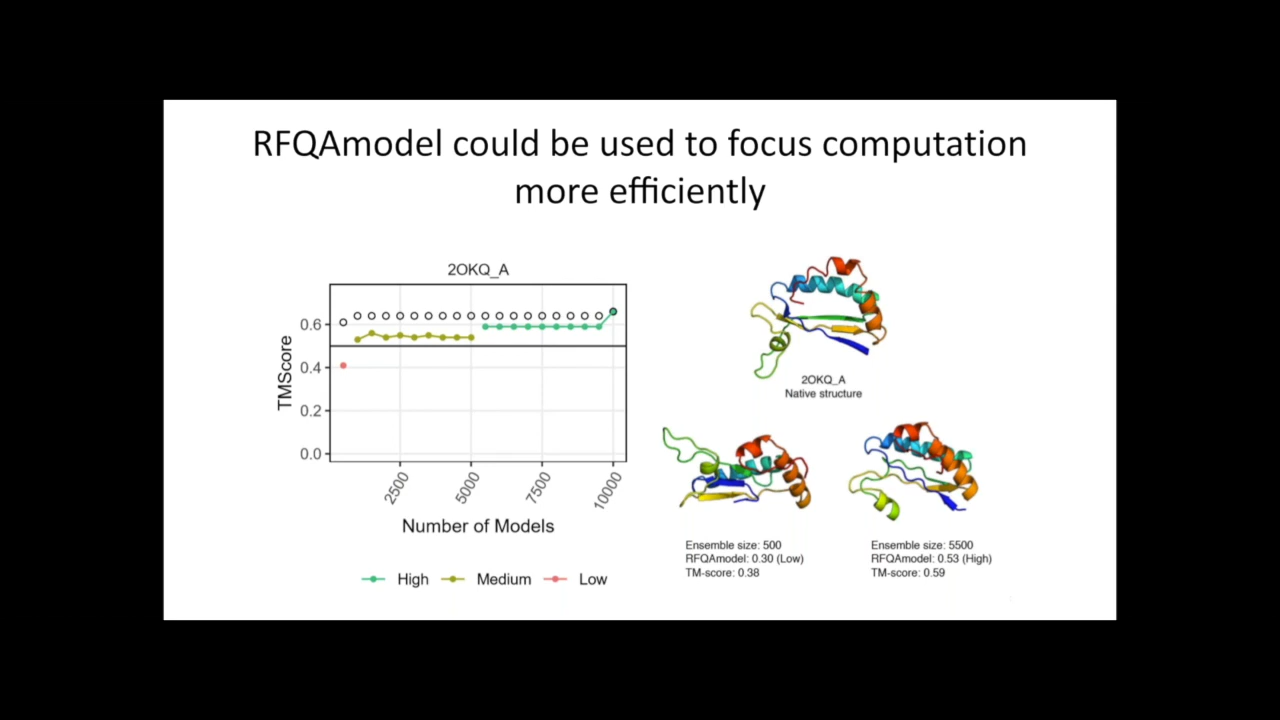 RFQAmodel could be used to focus computation
more efficiently
2OKQ_A
TMScore
0.6
0.4
0.2
0.0
2500
5000
7500
10000
Number of Models
High
Medium
Low
2OKQ_A
Native structure
Ensemble size: 500
RFQAmodel: 0.30 (Low)
TM-score: 0.38
Ensemble size: 5500
RFQAmodel: 0.53 (High)
TM-score: 0.59